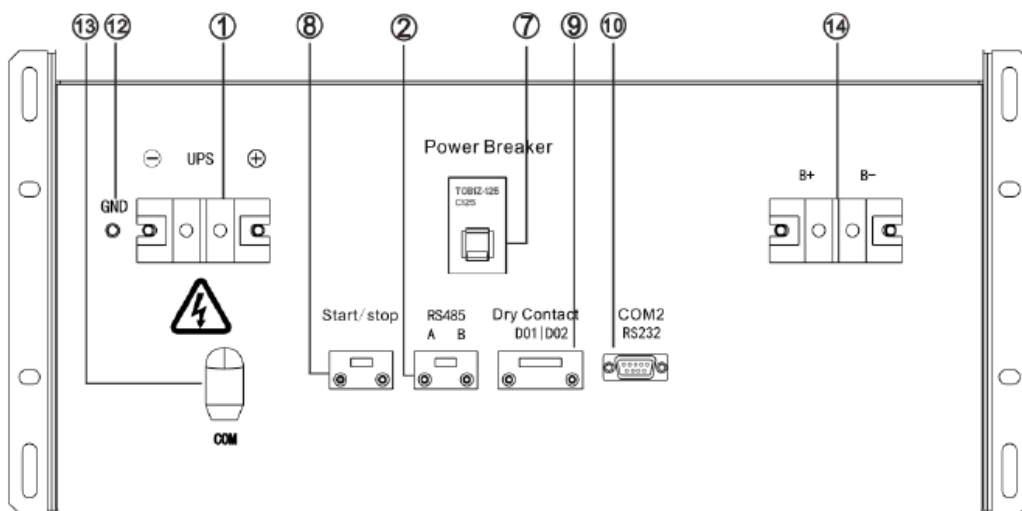 ⑬ ⑫ ① ⑧ ② ⑦ ⑨ ⑩ ⑭
Power Breaker
⊖ UPS ⊕
B+ B-
TOBIZ-125
C125
GND
Start/stop RS485 Dry Contact COM2
A B D01|D02 RS232
COM